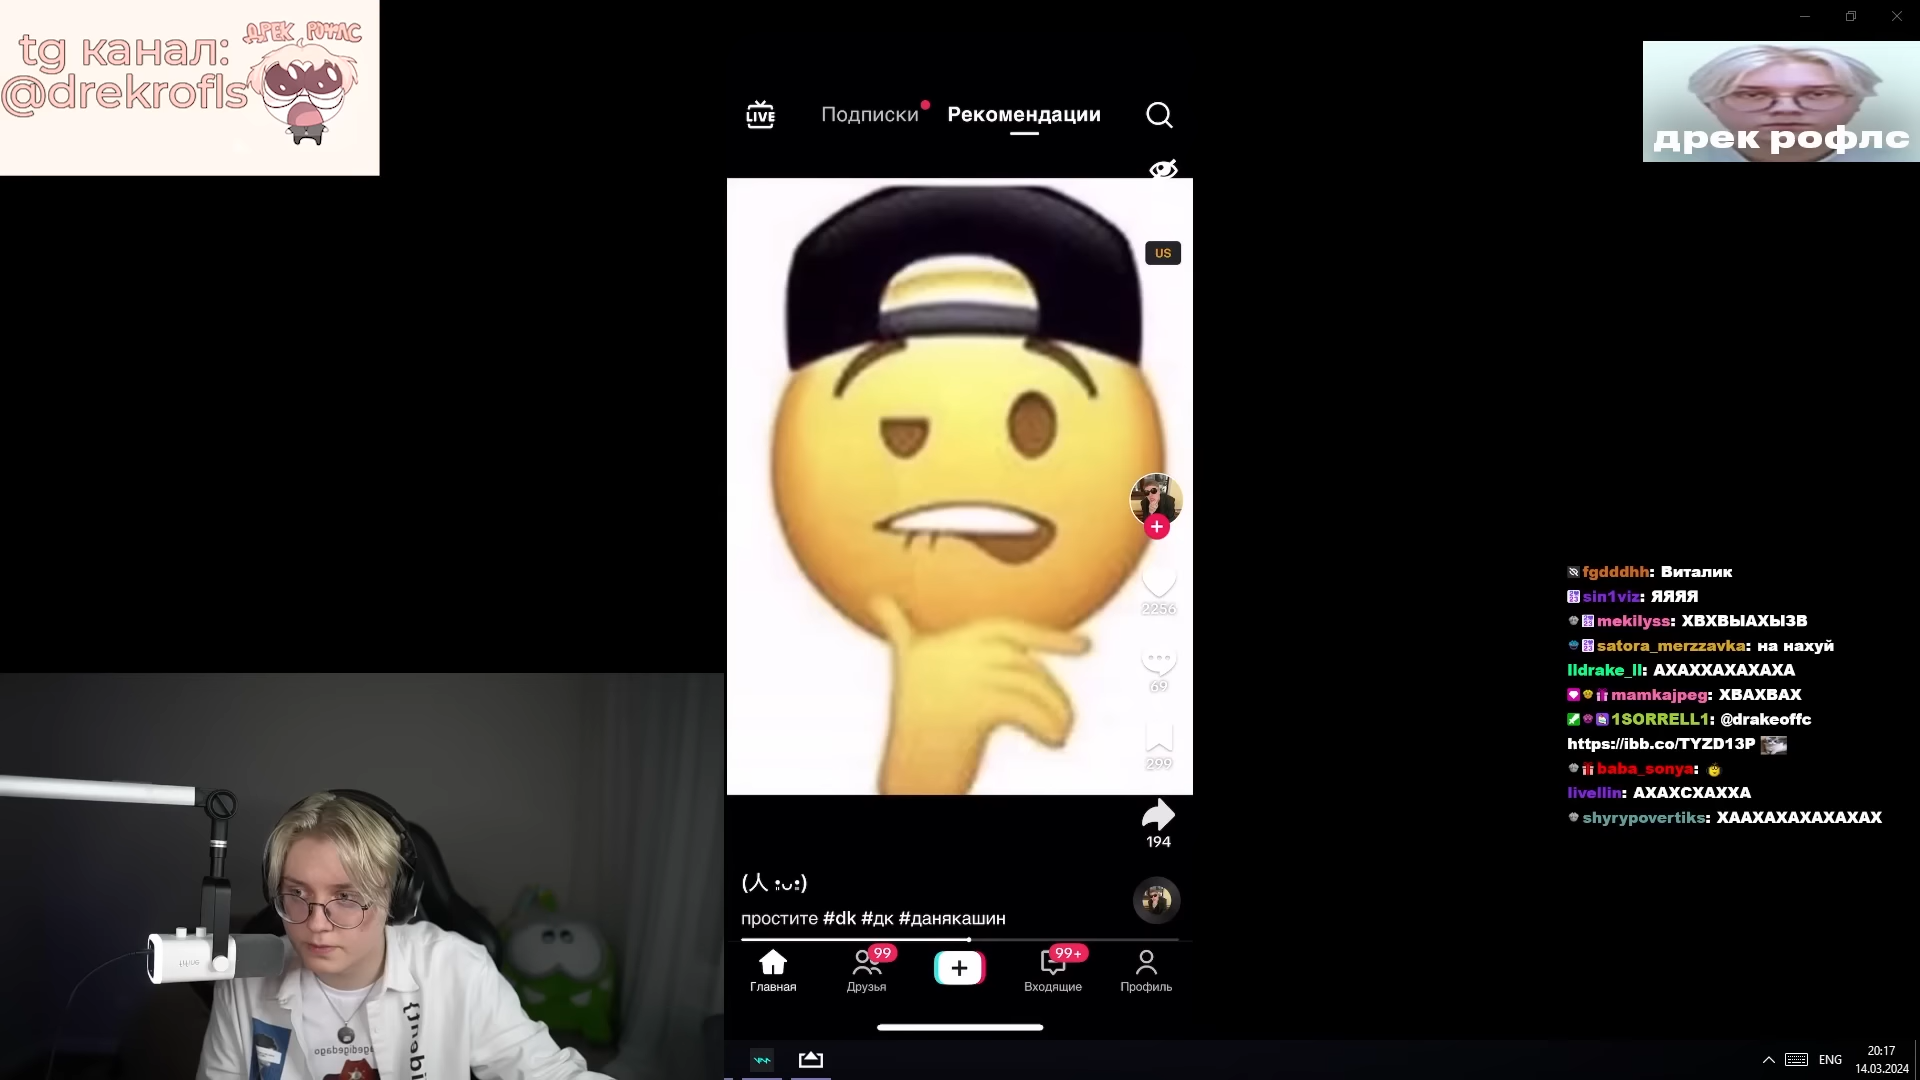 tg канал:
@drekrofls
ДРЕК РОФЛС
дрек рофлс
LIVE
Подписки
Рекомендации
US
2256
69
299
194
(人 :ᴗ:)
простите #dk #дк #данякашин
Главная
99
Друзья
99+
Входящие
Профиль
fgdddhh: Виталик
sin1viz: ЯЯЯЯ
mekilyss: ХВХВЫАХЫЗВ
satora_merzzavka: на нахуй
lldrake_ll: АХАХХАХАХАХА
mamkajpeg: ХВАХВАХ
1SORRELL1: @drakeoffc
https://ibb.co/TYZD13P
baba_sonya:
livellin: АХАХСХАХХА
shyrypovertiks: ХААХАХАХАХАХАХ
fifine
ENG
20:17
14.03.2024